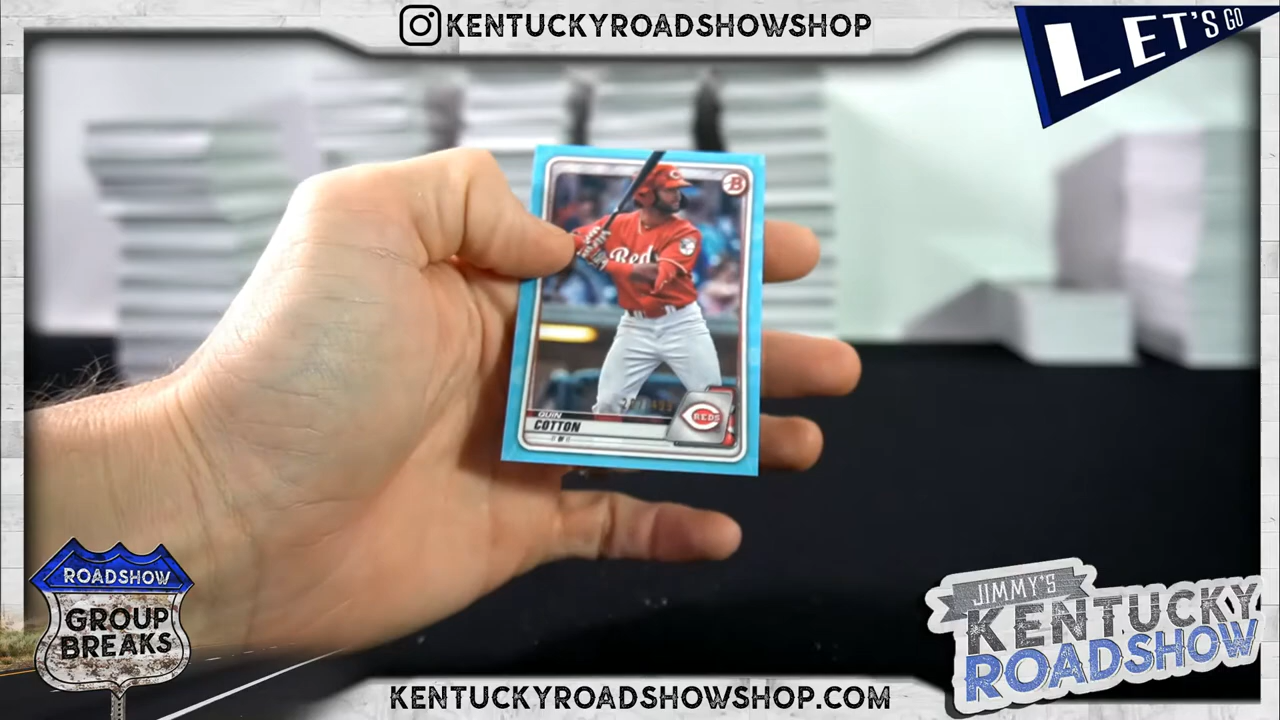 KENTUCKYROADSHOWSHOP
LET'S GO
C
B
Reds
QUIN
COTTON
REDS
ROADSHOW
GROUP
BREAKS
JIMMY'S
KENTUCKY
ROADSHOW
KENTUCKYROADSHOWSHOP.COM